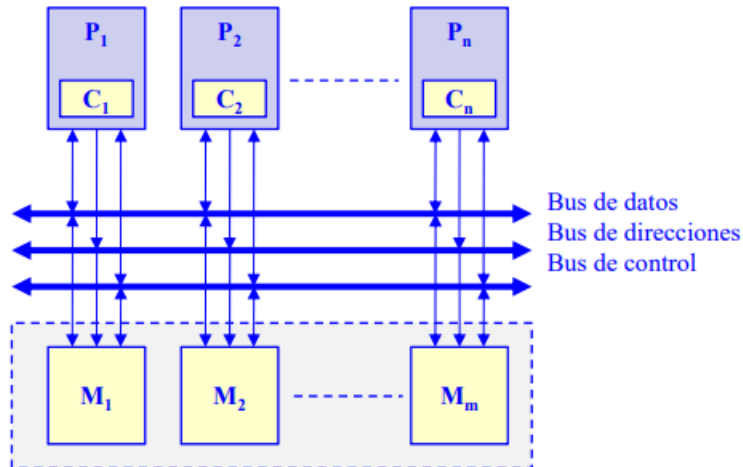 P₁ P₂ Pₙ
C₁ C₂ Cₙ
Bus de datos
Bus de direcciones
Bus de control
M₁ M₂ Mₘ